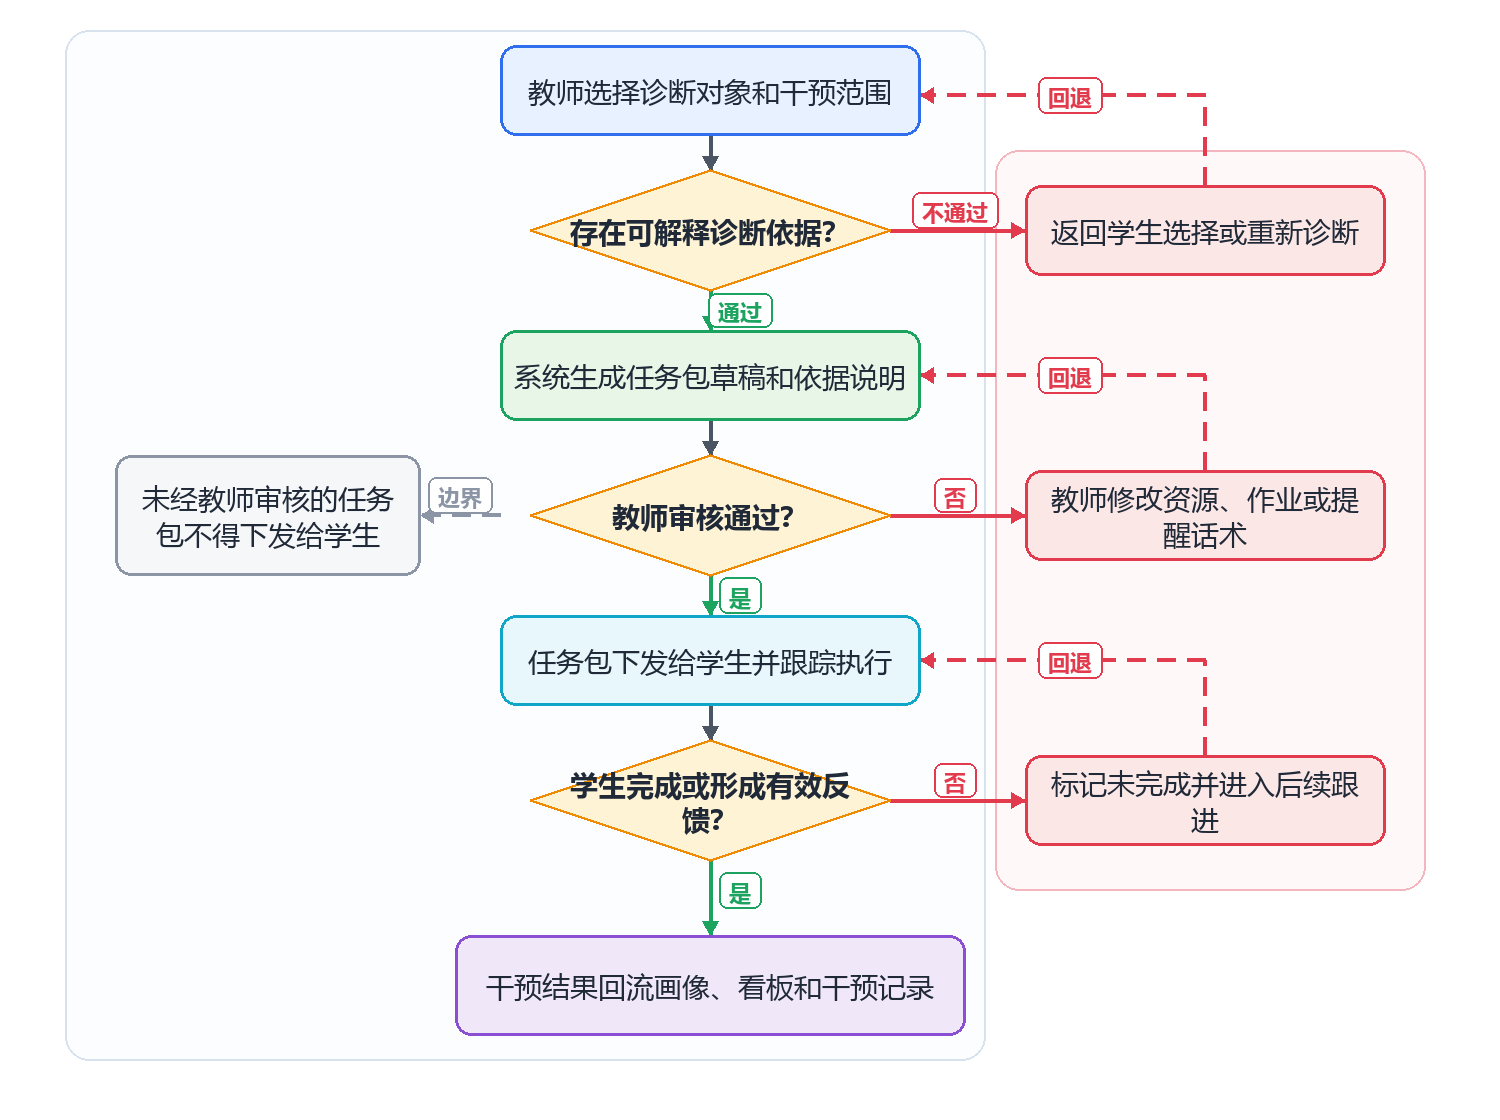 教师选择诊断对象和干预范围
回退
存在可解释诊断依据?
不通过
返回学生选择或重新诊断
通过
系统生成任务包草稿和依据说明
回退
未经教师审核的任务
包不得下发给学生
边界
教师审核通过?
否
教师修改资源、作业或提
醒话术
是
任务包下发给学生并跟踪执行
回退
学生完成或形成有效反
馈?
否
标记未完成并进入后续跟
进
是
干预结果回流画像、看板和干预记录